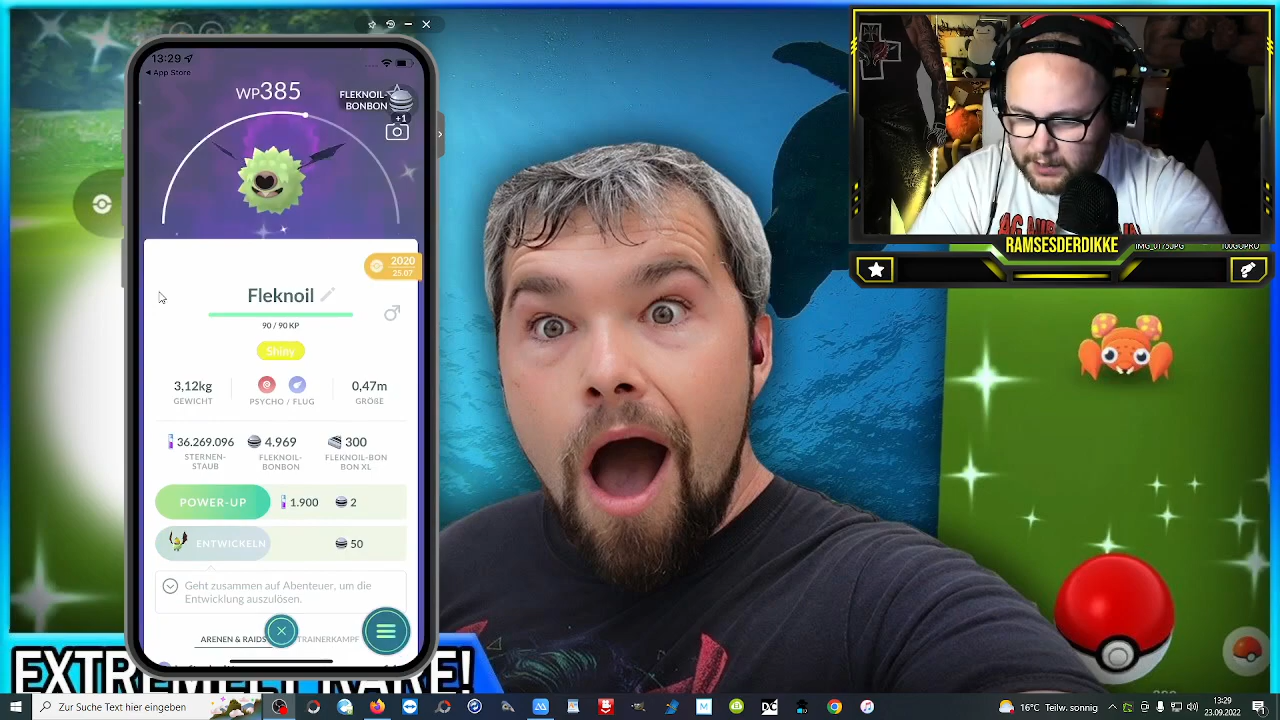 13:29
App Store
WP385
FLEKNOIL-
BONBON
+1
2020
25.07
Fleknoil
90 / 90 KP
Shiny
3,12kg
GEWICHT
PSYCHO / FLUG
0,47m
GRÖßE
36.269.096
STERNEN-
STAUB
4.969
FLEKNOIL-
BONBON
300
FLEKNOIL-BON
BON XL
POWER-UP
1.900
2
ENTWICKELN
50
Geht zusammen auf Abenteuer, um die
Entwicklung auszulösen.
ARENEN & RAIDS
TRAINERKAMPF
RAMSESDERDIKKE
100GOPRO
EXTREMELY RARE!
Zur Suche Text hier eingeben
16°C Teilw. sonnig
13:29
23.09.2022